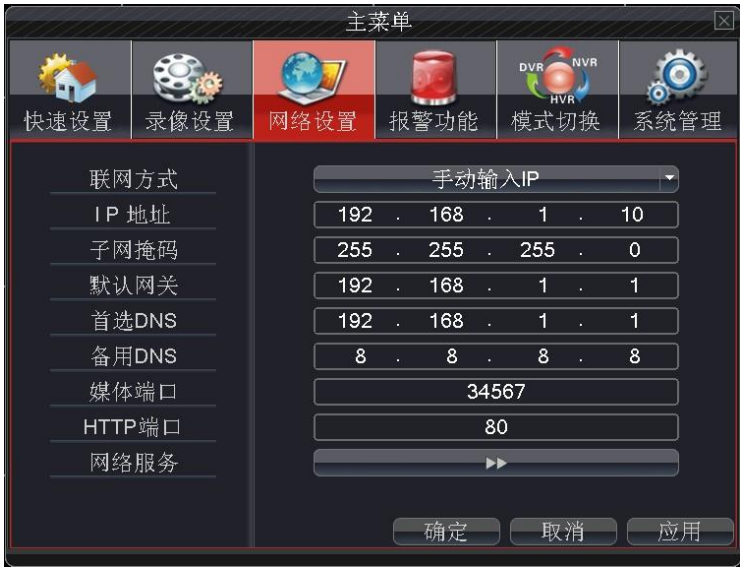 主菜单
DVR NVR
HVR
快速设置 录像设置 网络设置 报警功能 模式切换 系统管理
联网方式 手动输入IP
IP 地址 192 . 168 . 1 . 10
子网掩码 255 . 255 . 255 . 0
默认网关 192 . 168 . 1 . 1
首选DNS 192 . 168 . 1 . 1
备用DNS 8 . 8 . 8 . 8
媒体端口 34567
HTTP端口 80
网络服务
确定 取消 应用